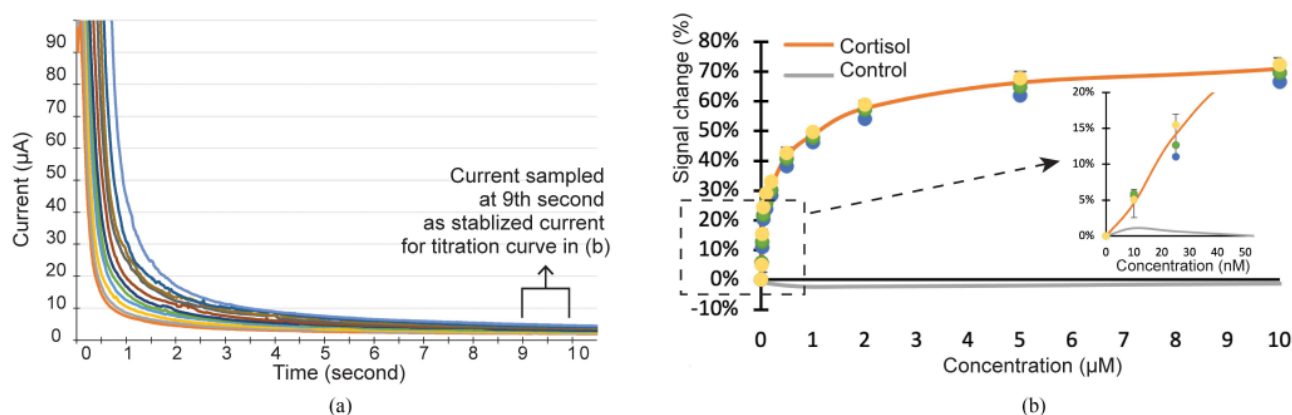 90
80
70
60
50
40
30
20
10
0
Current (µA)
Current sampled
at 9th second
as stablized current
for titration curve in (b)
0 1 2 3 4 5 6 7 8 9 10
Time (second)
(a)
80%
70%
60%
50%
40%
30%
20%
10%
0%
-10%
Signal change (%)
Cortisol
Control
20%
15%
10%
5%
0%
0 10 20 30 40 50
Concentration (nM)
0 1 2 3 4 5 6 7 8 9 10
Concentration (µM)
(b)